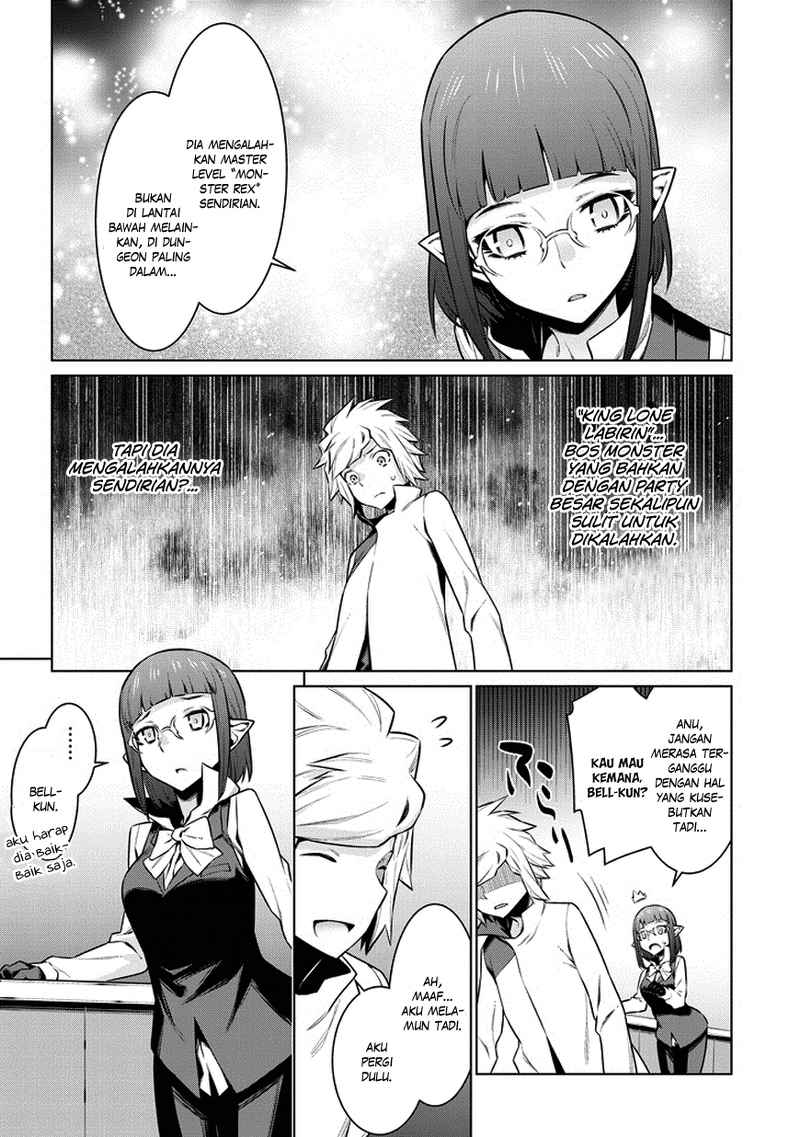 DIA MENGALAH-
KAN MASTER
LEVEL "MON-
STER REX"
SENDIRIAN.
BUKAN
DI LANTAI
BAWAH MELAIN-
KAN, DI DUN-
GEON PALING
DALAM...
"KING LONE
LABIRIN"...
BOS MONSTER
YANG BAHKAN
DENGAN PARTY
BESAR SEKALIPUN
SULIT UNTUK
DIKALAHKAN.
TAPI DIA
MENGALAHKANNYA
SENDIRIAN?...
ANU,
JANGAN
MERASA TER-
GANGGU
DENGAN HAL
YANG KUSE-
BUTKAN
TADI...
KAU MAU
KEMANA,
BELL-KUN?
AH,
MAAF...
AKU MELA-
MUN TADI.
AKU
PERGI
DULU.
......
BELL-
KUN.
aku harap
dia baik-
baik saja.